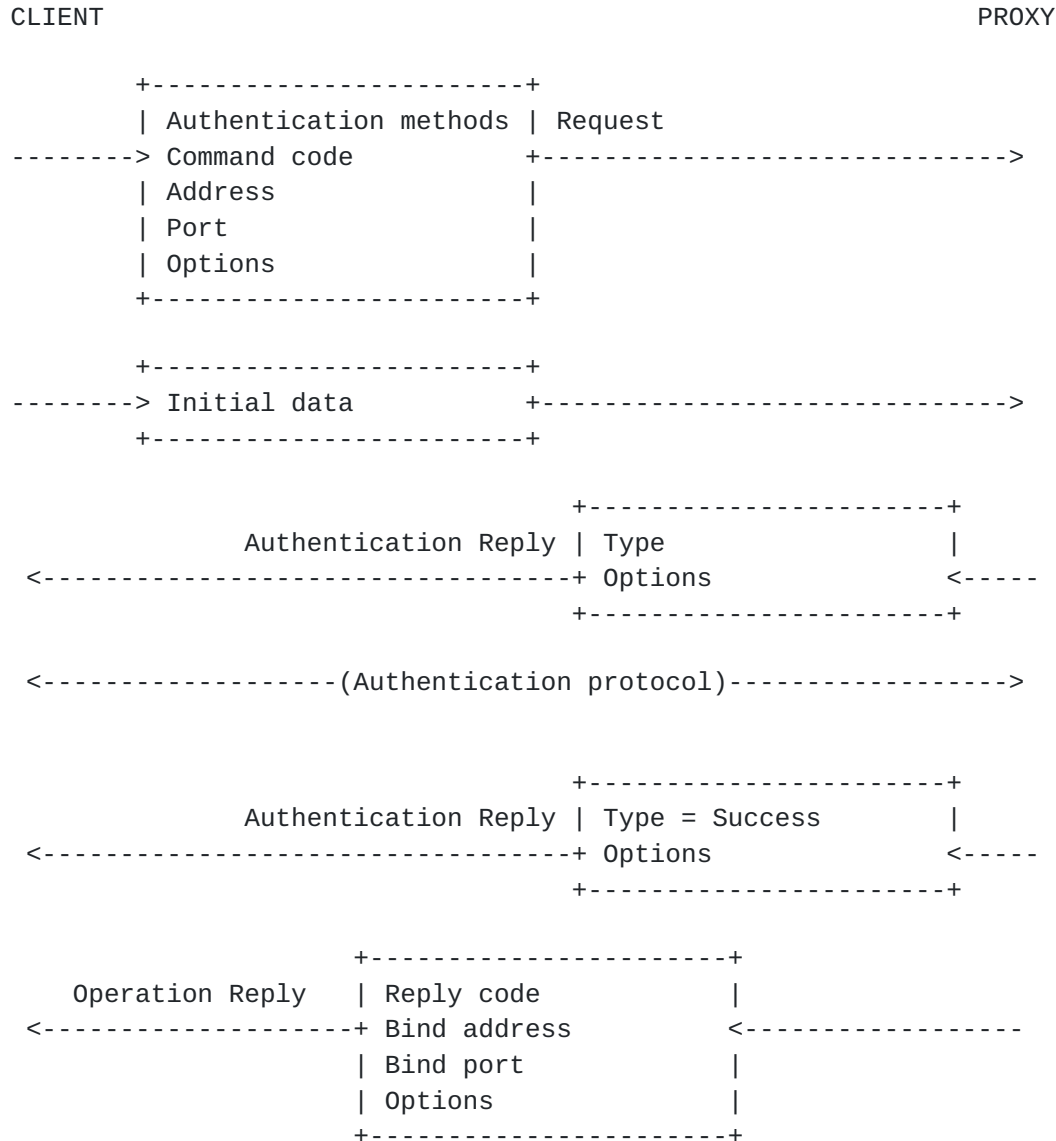 CLIENT                                                        PROXY

        +------------------------+
        | Authentication methods | Request
--------> Command code           +------------------------------>
        | Address                |
        | Port                   |
        | Options                |
        +------------------------+

        +------------------------+
--------> Initial data           +------------------------------>
        +------------------------+

                                    +-----------------------+
               Authentication Reply | Type                  |
 <----------------------------------+ Options               <-----
                                    +-----------------------+

 <-------------------(Authentication protocol)------------------>

                                    +-----------------------+
               Authentication Reply | Type = Success        |
 <----------------------------------+ Options               <-----
                                    +-----------------------+

                      +-----------------------+
    Operation Reply   | Reply code            |
 <--------------------+ Bind address          <------------------
                      | Bind port             |
                      | Options               |
                      +-----------------------+